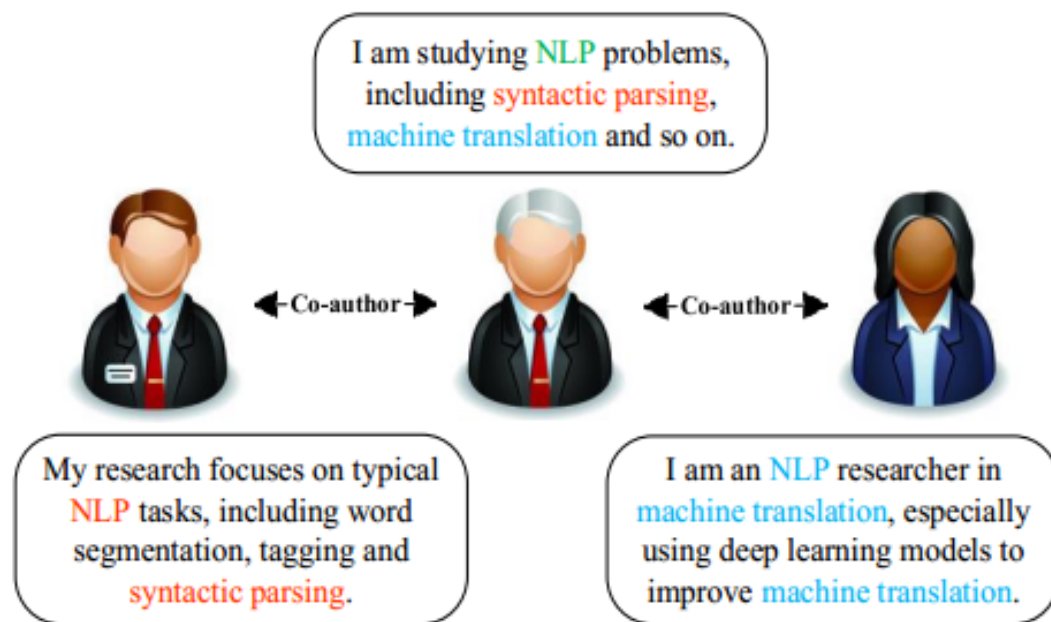 I am studying NLP problems,
including syntactic parsing,
machine translation and so on.
Co-author
Co-author
My research focuses on typical
NLP tasks, including word
segmentation, tagging and
syntactic parsing.
I am an NLP researcher in
machine translation, especially
using deep learning models to
improve machine translation.